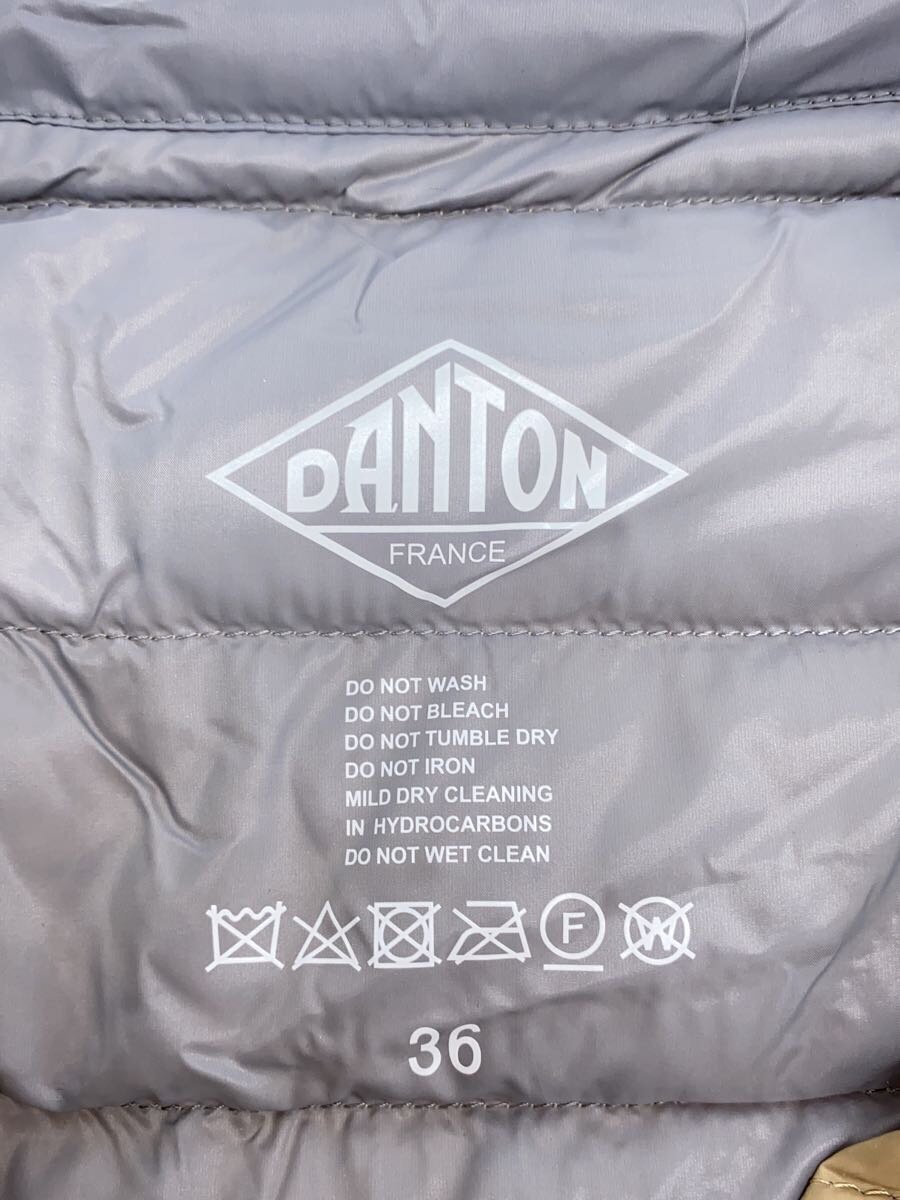 DANTON
FRANCE
DO NOT WASH
DO NOT BLEACH
DO NOT TUMBLE DRY
DO NOT IRON
MILD DRY CLEANING
IN HYDROCARBONS
DO NOT WET CLEAN
F W
36